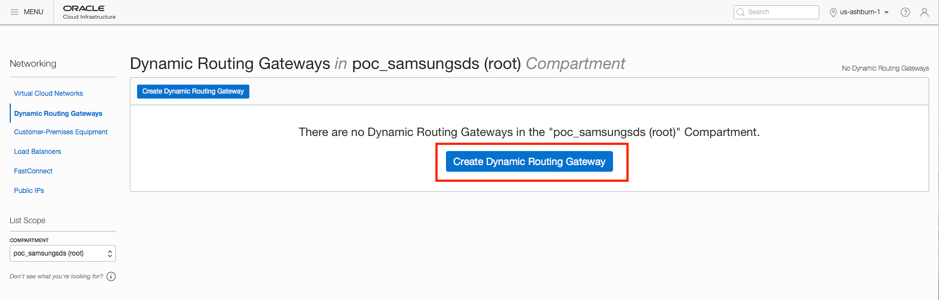 MENU
ORACLE
Cloud Infrastructure
Search
us-ashburn-1
Networking
Virtual Cloud Networks
Dynamic Routing Gateways
Customer-Premises Equipment
Load Balancers
FastConnect
Public IPs
List Scope
COMPARTMENT
poc_samsungsds (root)
Don't see what you're looking for?
Dynamic Routing Gateways in poc_samsungsds (root) Compartment
No Dynamic Routing Gateways
Create Dynamic Routing Gateway
There are no Dynamic Routing Gateways in the "poc_samsungsds (root)" Compartment.
Create Dynamic Routing Gateway